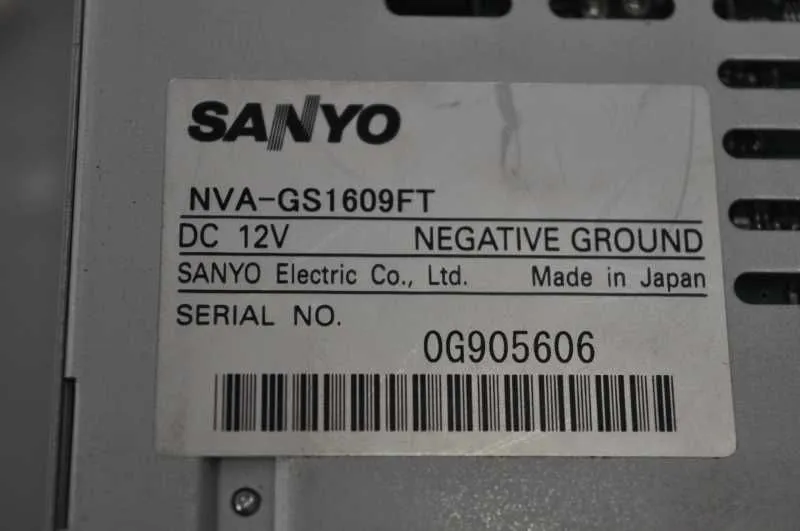 SANYO
NVA-GS1609FT
DC 12V NEGATIVE GROUND
SANYO Electric Co., Ltd. Made in Japan
SERIAL NO.
0G905606